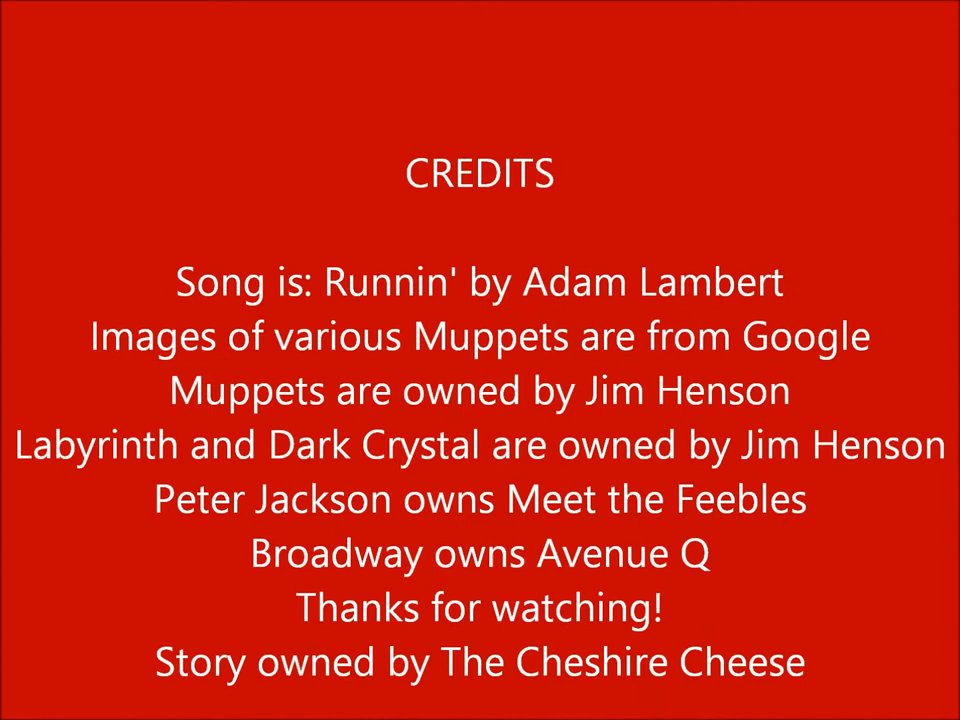 CREDITS
Song is: Runnin' by Adam Lambert
Images of various Muppets are from Google
Muppets are owned by Jim Henson
Labyrinth and Dark Crystal are owned by Jim Henson
Peter Jackson owns Meet the Feebles
Broadway owns Avenue Q
Thanks for watching!
Story owned by The Cheshire Cheese